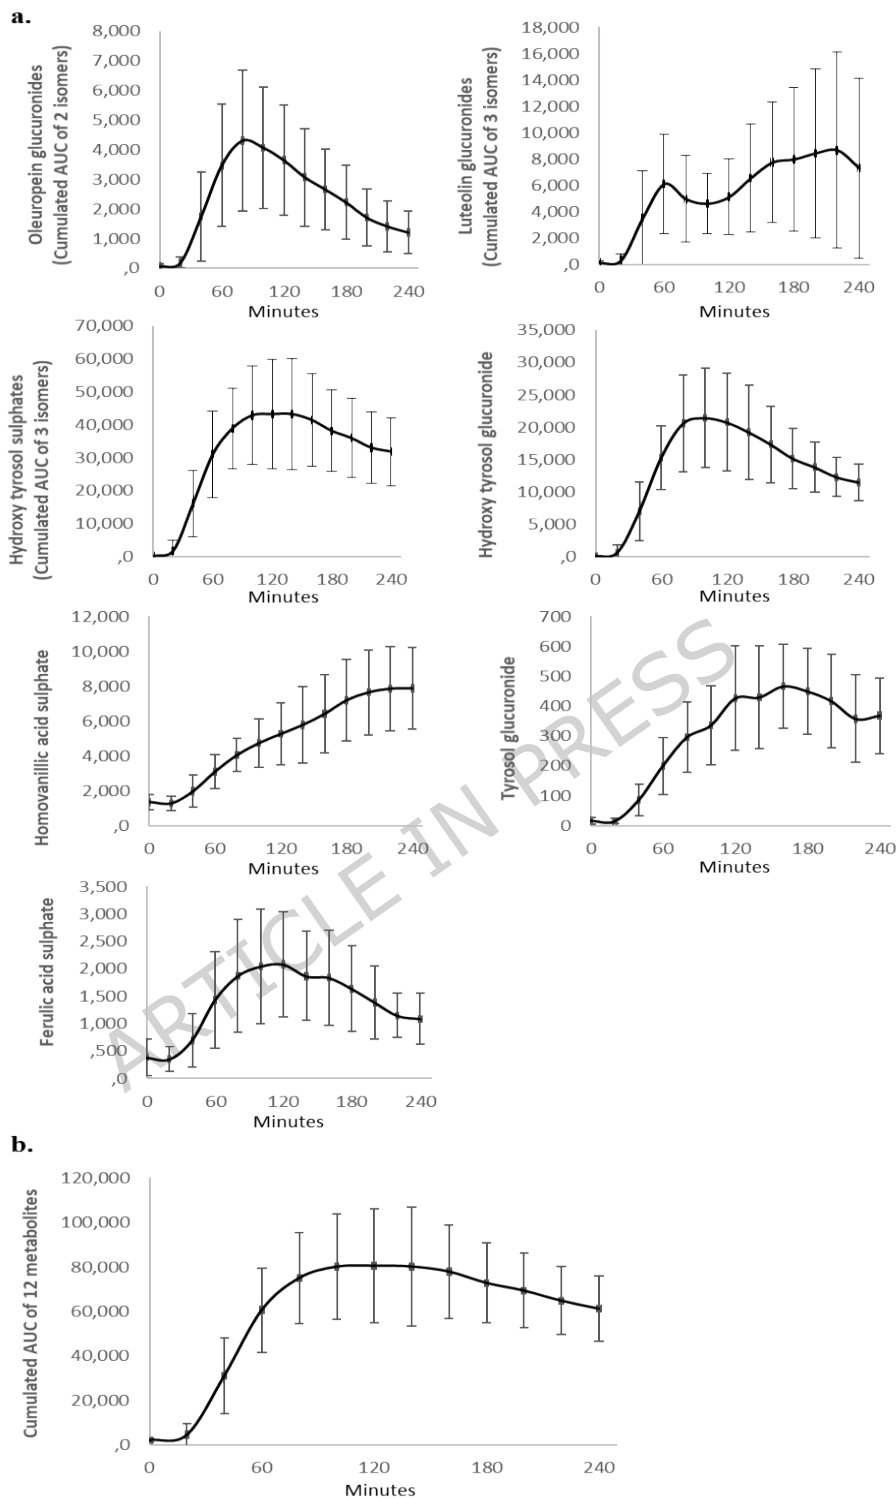 a.
Oleuropein glucuronides
(Cumulated AUC of 2 isomers)
8,000
7,000
6,000
5,000
4,000
3,000
2,000
1,000
,0
0 60 120 180 240
Minutes
Luteolin glucuronides
(Cumulated AUC of 3 isomers)
18,000
16,000
14,000
12,000
10,000
8,000
6,000
4,000
2,000
,0
0 60 120 180 240
Minutes
Hydroxy tyrosol sulphates
(Cumulated AUC of 3 isomers)
70,000
60,000
50,000
40,000
30,000
20,000
10,000
,0
0 60 120 180 240
Minutes
Hydroxy tyrosol glucuronide
35,000
30,000
25,000
20,000
15,000
10,000
5,000
,0
0 60 120 180 240
Minutes
Homovanillic acid sulphate
12,000
10,000
8,000
6,000
4,000
2,000
,0
0 60 120 180 240
Minutes
Tyrosol glucuronide
700
600
500
400
300
200
100
0
0 60 120 180 240
Minutes
Ferulic acid sulphate
3,500
3,000
2,500
2,000
1,500
1,000
,500
,0
0 60 120 180 240
Minutes
ARTICLE IN PRESS
b.
Cumulated AUC of 12 metabolites
120,000
100,000
80,000
60,000
40,000
20,000
,0
0 60 120 180 240
Minutes